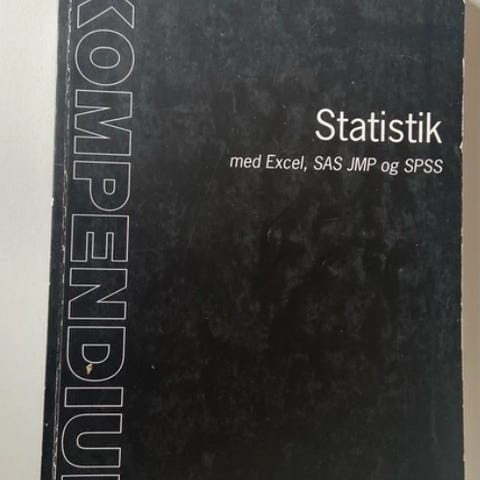 KOMPENDIU
Statistik
med Excel, SAS JMP og SPSS